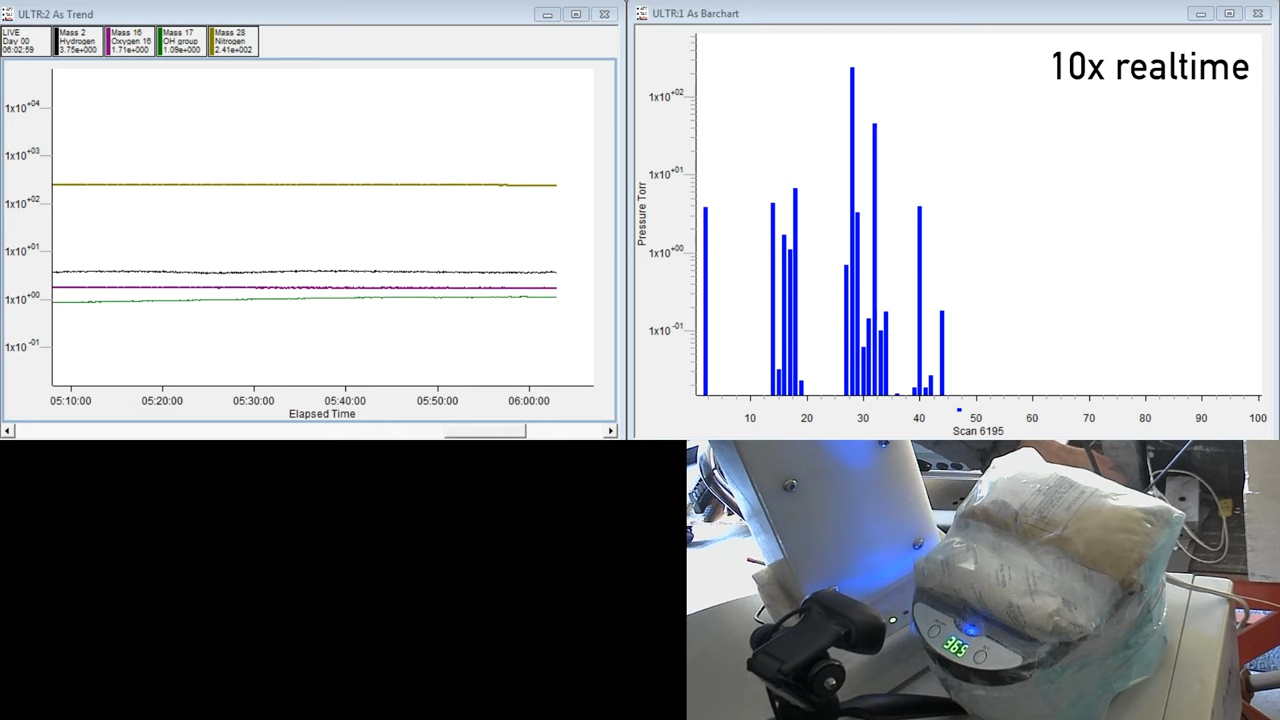 ULTR:2 As Trend
LIVE
Day 00
06:02:59
Mass 2
Hydrogen
3.75e+000
Mass 16
Oxygen 16
1.71e+000
Mass 17
OH group
1.09e+000
Mass 28
Nitrogen
2.41e+002
1x10+04
1x10+03
1x10+02
1x10+01
1x10+00
1x10-01
05:10:00 05:20:00 05:30:00 05:40:00 05:50:00 06:00:00
Elapsed Time
ULTR:1 As Barchart
10x realtime
Pressure Torr
1x10+02
1x10+01
1x10+00
1x10-01
10 20 30 40 50 60 70 80 90 100
Scan 6195
365